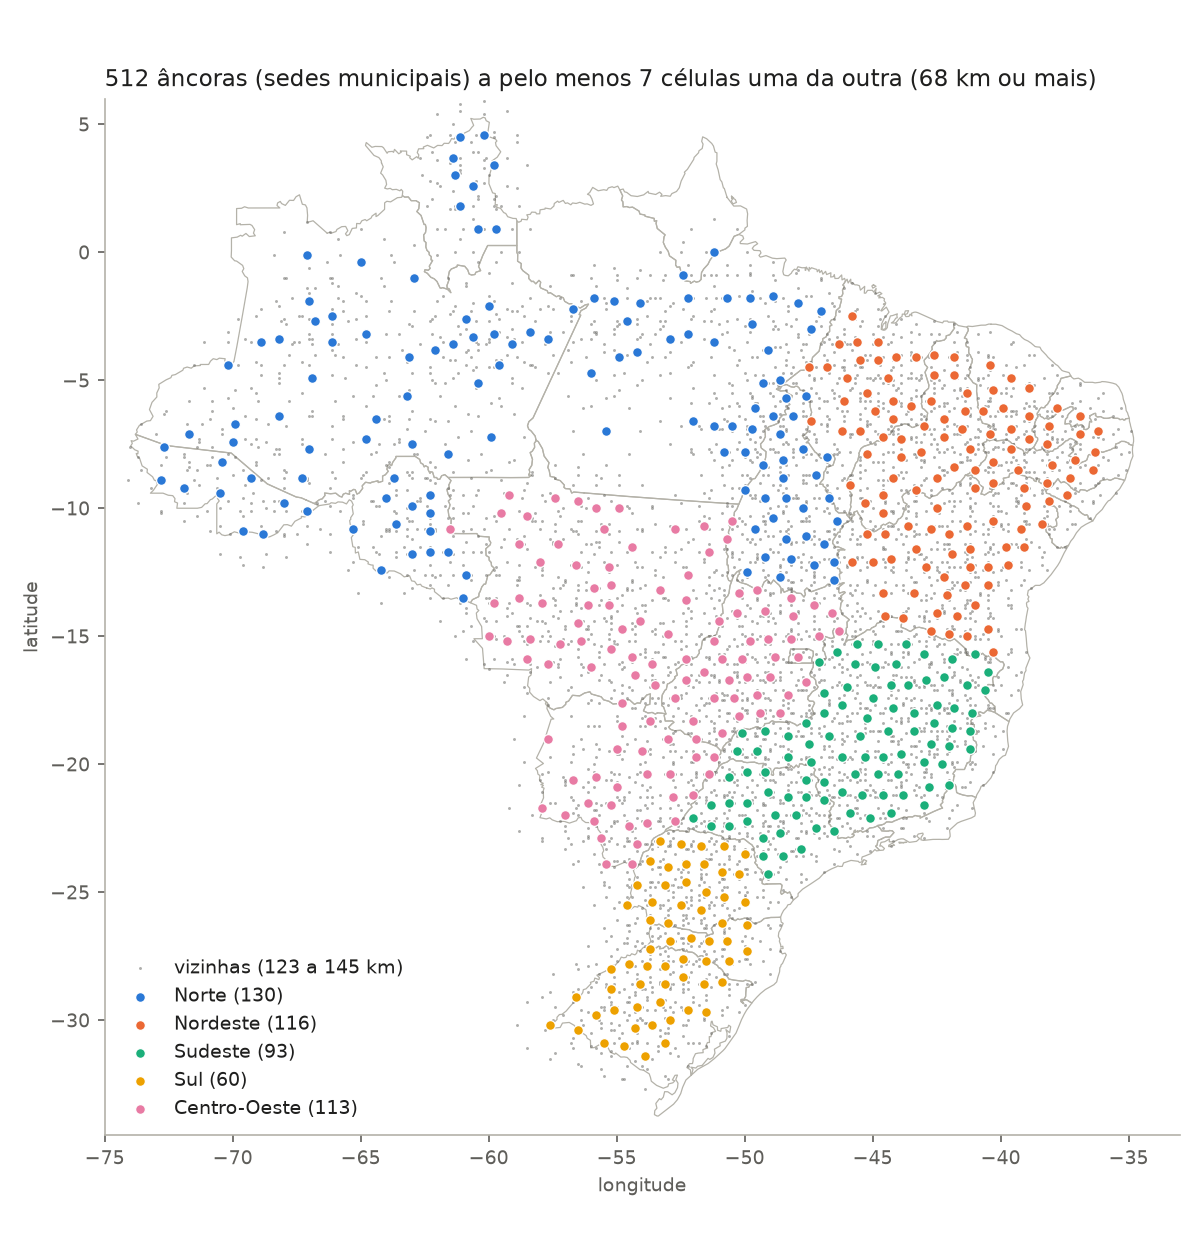 512 âncoras (sedes municipais) a pelo menos 7 células uma da outra (68 km ou mais)
5
0
−5
−10
−15
−20
−25
−30
latitude
vizinhas (123 a 145 km)
Norte (130)
Nordeste (116)
Sudeste (93)
Sul (60)
Centro-Oeste (113)
−75 −70 −65 −60 −55 −50 −45 −40 −35
longitude